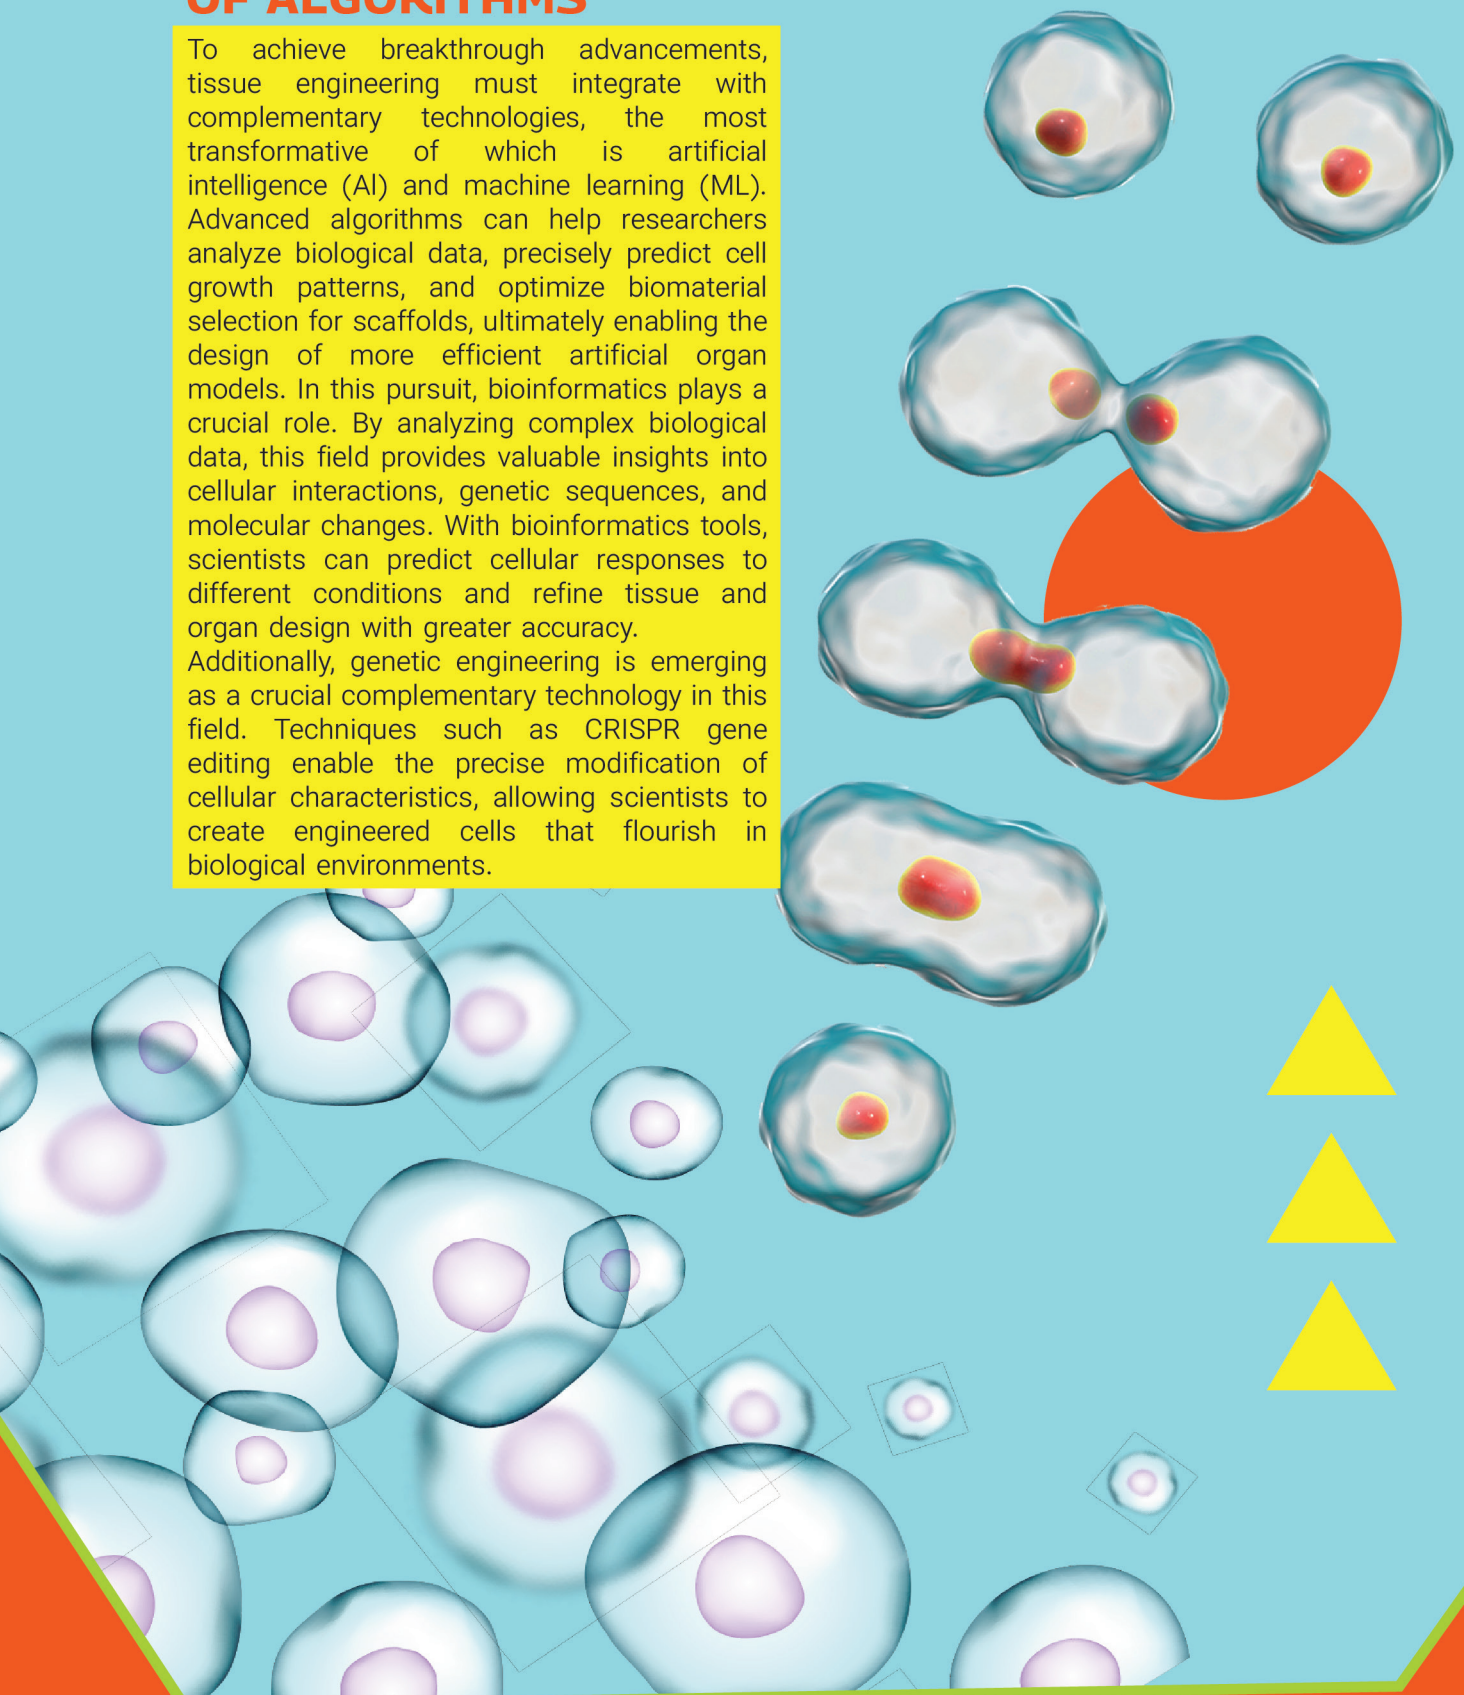 OF ALGORITHMS
To achieve breakthrough advancements,
tissue engineering must integrate with
complementary technologies, the most
transformative of which is artificial
intelligence (AI) and machine learning (ML).
Advanced algorithms can help researchers
analyze biological data, precisely predict cell
growth patterns, and optimize biomaterial
selection for scaffolds, ultimately enabling the
design of more efficient artificial organ
models. In this pursuit, bioinformatics plays a
crucial role. By analyzing complex biological
data, this field provides valuable insights into
cellular interactions, genetic sequences, and
molecular changes. With bioinformatics tools,
scientists can predict cellular responses to
different conditions and refine tissue and
organ design with greater accuracy.
Additionally, genetic engineering is emerging
as a crucial complementary technology in this
field. Techniques such as CRISPR gene
editing enable the precise modification of
cellular characteristics, allowing scientists to
create engineered cells that flourish in
biological environments.